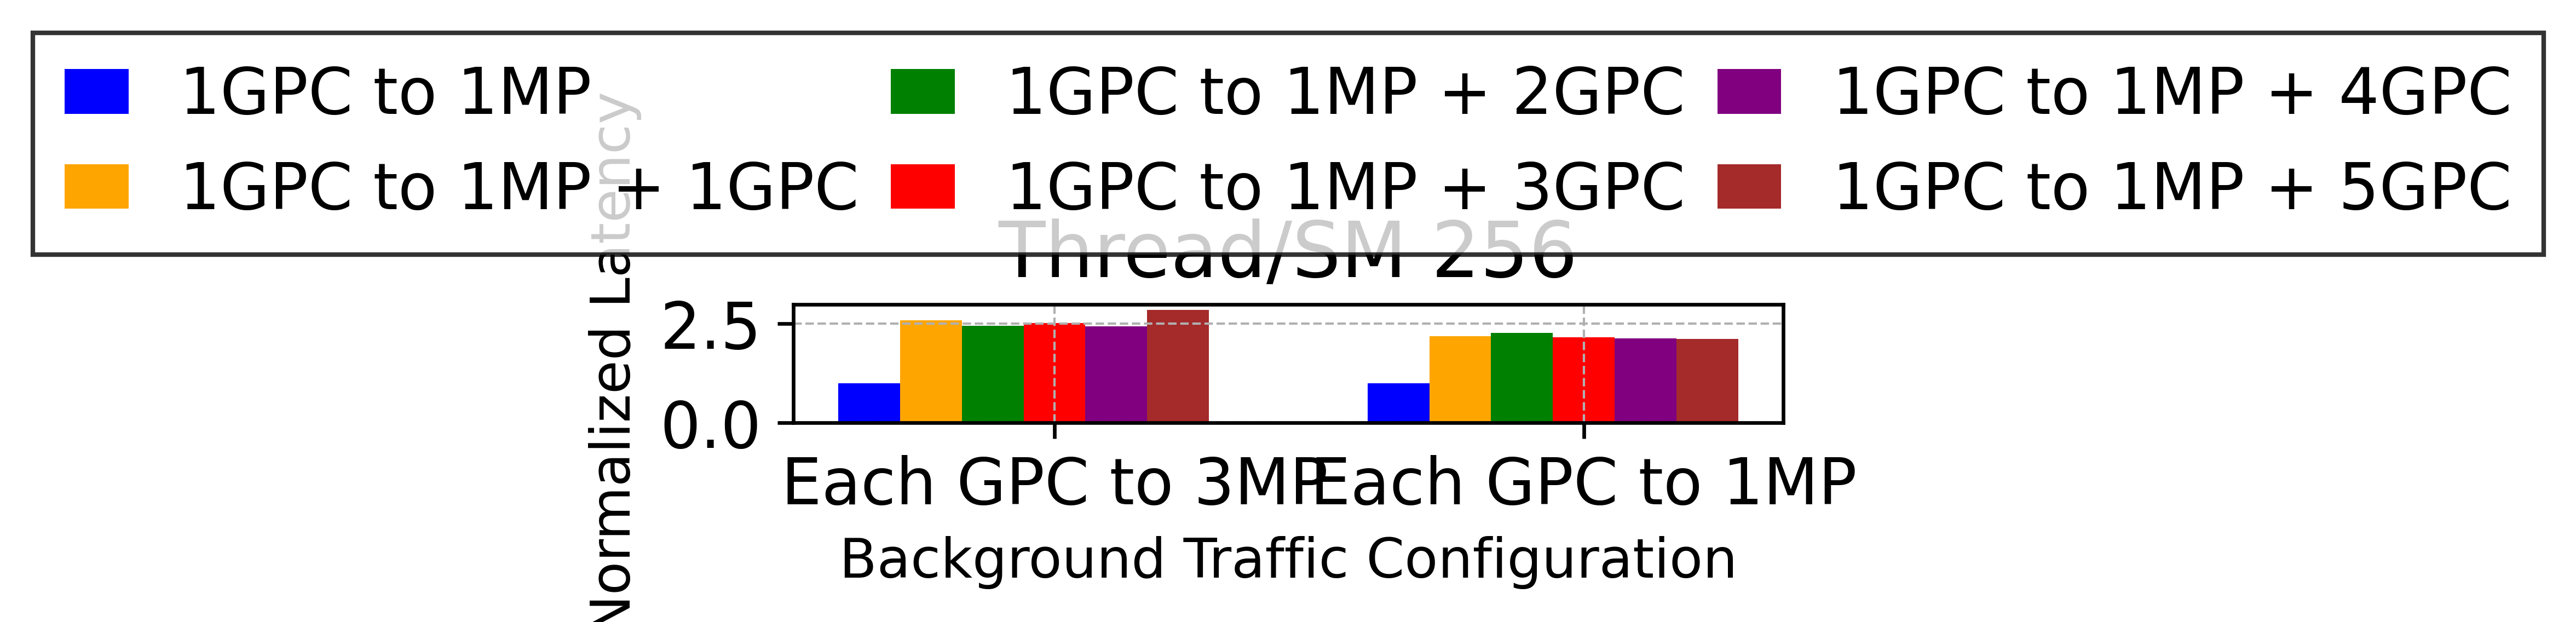 1GPC to 1MP
1GPC to 1MP + 1GPC
1GPC to 1MP + 2GPC
1GPC to 1MP + 3GPC
1GPC to 1MP + 4GPC
1GPC to 1MP + 5GPC
Thread/SM 256
Normalized Latency
2.5
0.0
Each GPC to 3MP
Each GPC to 1MP
Background Traffic Configuration